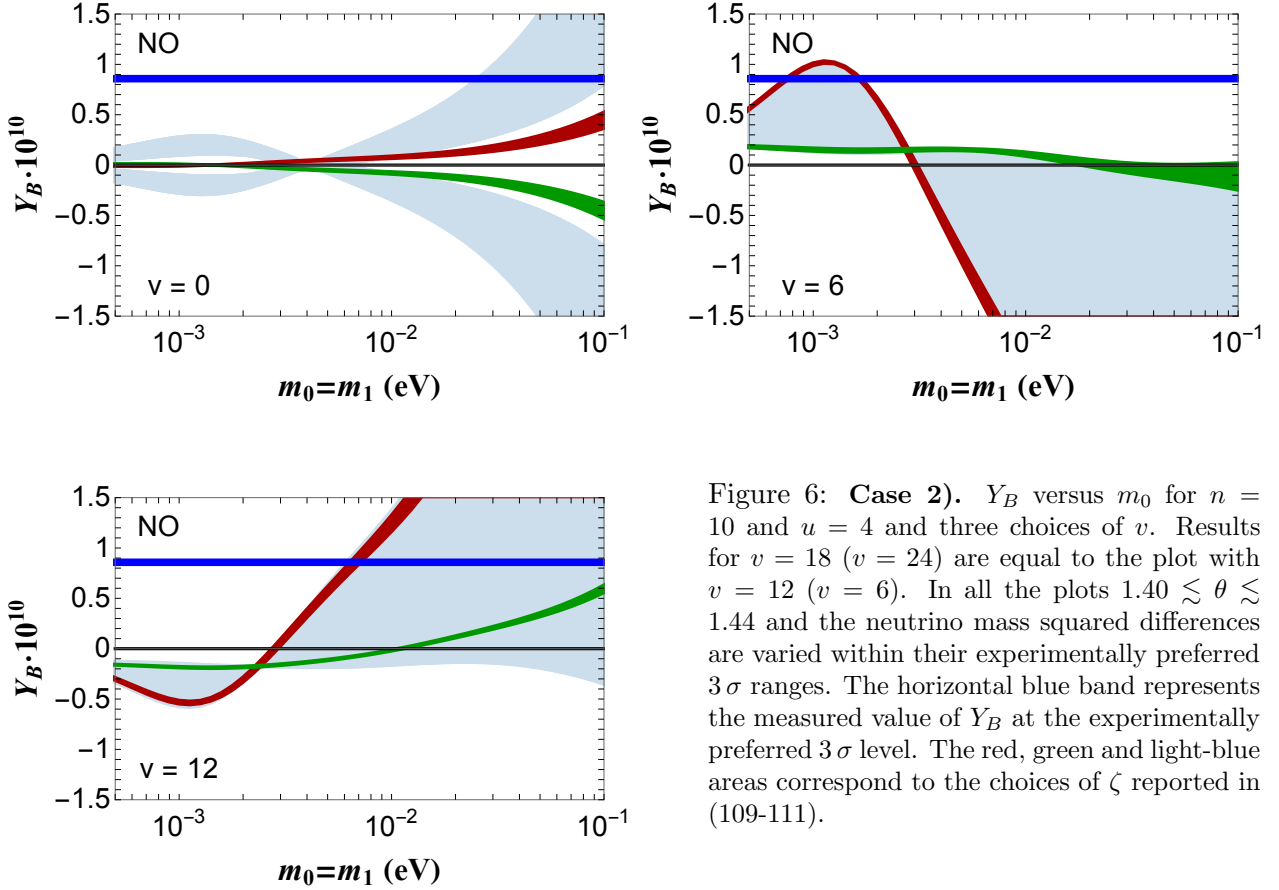 NO
1.5
1
0.5
0
−0.5
−1
−1.5
Y_B·10^10
v = 0
10^−3 10^−2 10^−1
m_0=m_1 (eV)
NO
1.5
1
0.5
0
−0.5
−1
−1.5
Y_B·10^10
v = 6
10^−3 10^−2 10^−1
m_0=m_1 (eV)
NO
1.5
1
0.5
0
−0.5
−1
−1.5
Y_B·10^10
v = 12
10^−3 10^−2 10^−1
m_0=m_1 (eV)
Figure 6: Case 2). Y_B versus m_0 for n =
10 and u = 4 and three choices of v. Results
for v = 18 (v = 24) are equal to the plot with
v = 12 (v = 6). In all the plots 1.40 ≲ θ ≲
1.44 and the neutrino mass squared differences
are varied within their experimentally preferred
3 σ ranges. The horizontal blue band represents
the measured value of Y_B at the experimentally
preferred 3 σ level. The red, green and light-blue
areas correspond to the choices of ζ reported in
(109-111).